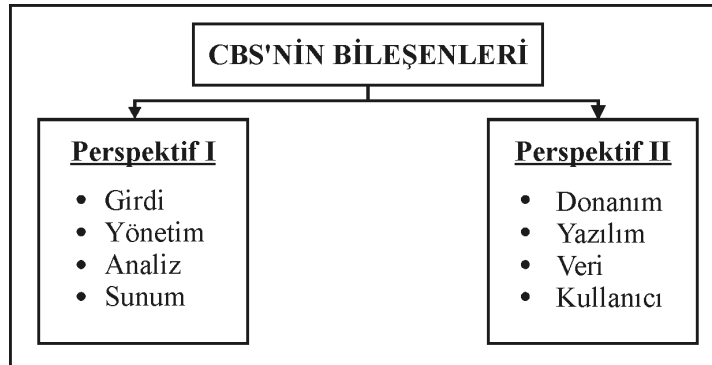 CBS'NİN BİLEŞENLERİ
Perspektif I
• Girdi
• Yönetim
• Analiz
• Sunum
Perspektif II
• Donanım
• Yazılım
• Veri
• Kullanıcı